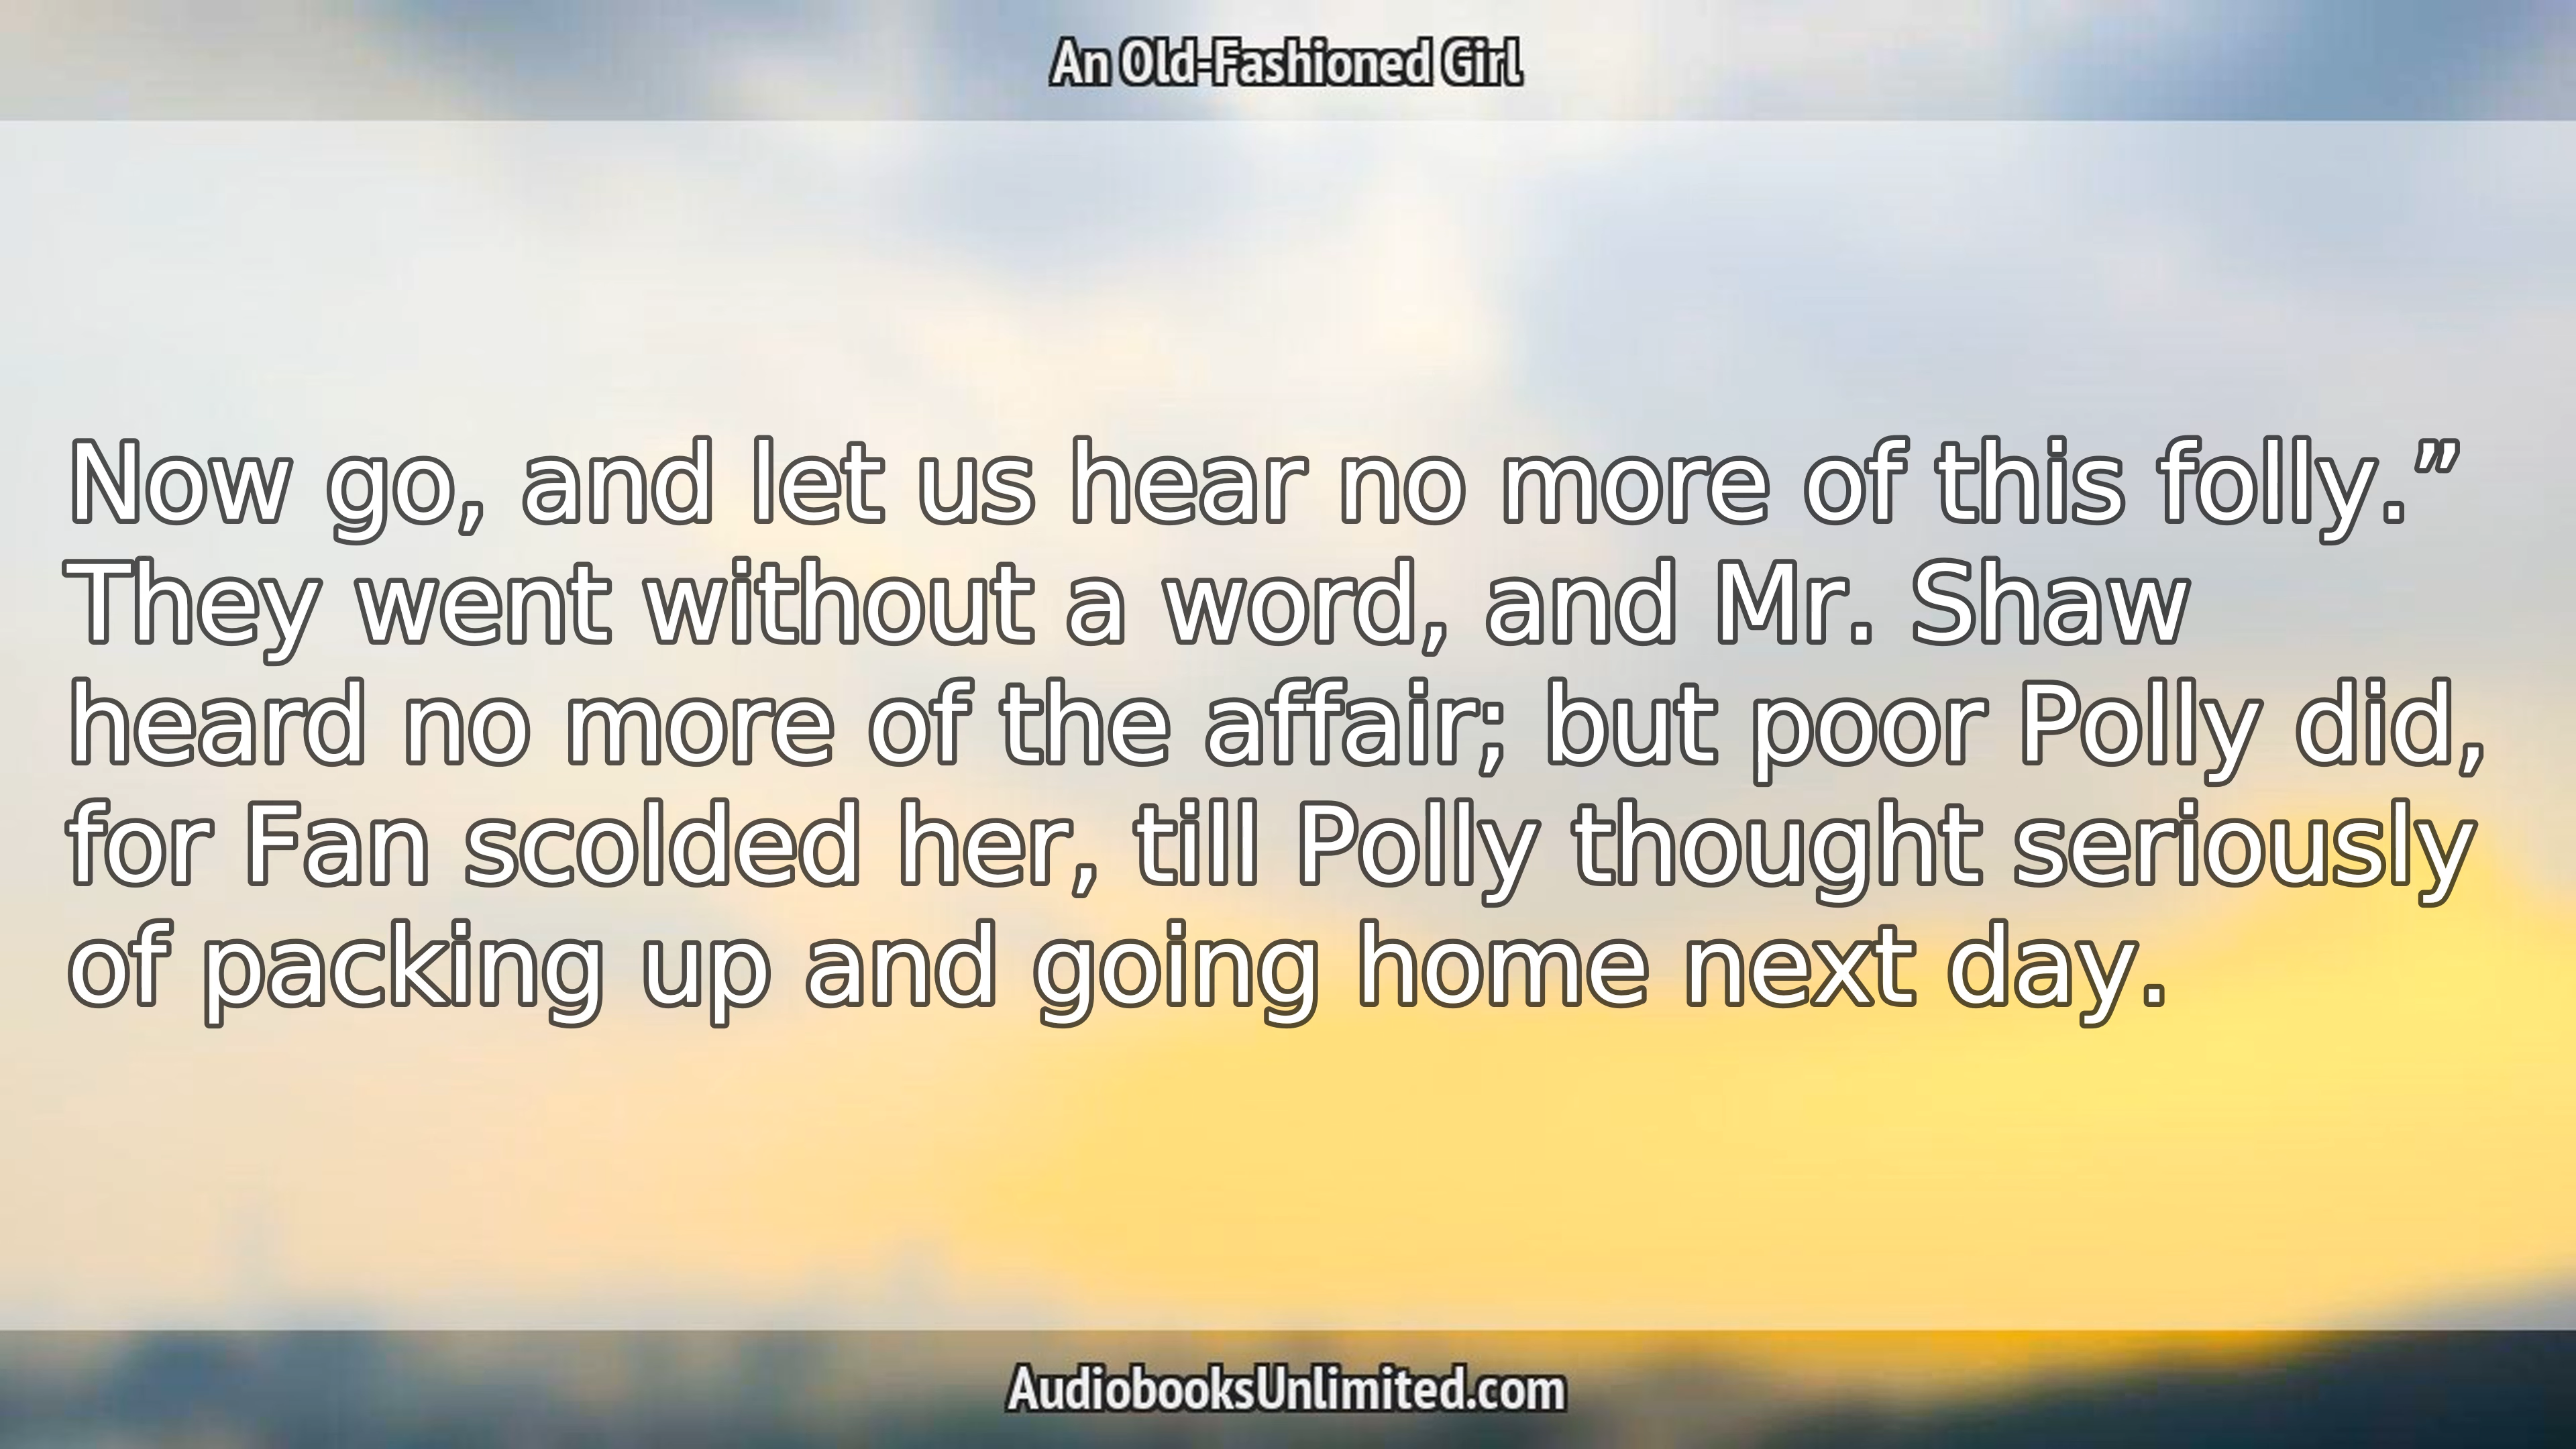 An Old-Fashioned Girl
Now go, and let us hear no more of this folly.”
They went without a word, and Mr. Shaw
heard no more of the affair; but poor Polly did,
for Fan scolded her, till Polly thought seriously
of packing up and going home next day.
AudiobooksUnlimited.com